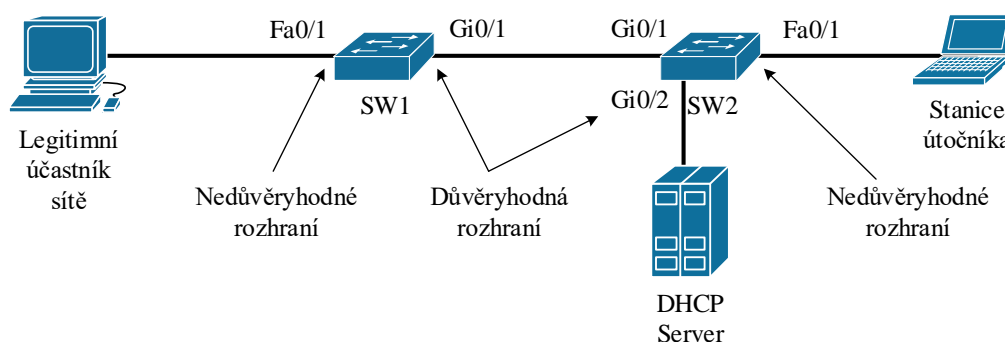 Fa0/1
Gi0/1
Gi0/1
Fa0/1
SW1
Gi0/2
SW2
Legitimní
účastník
sítě
Stanice
útočníka
Nedůvěryhodné
rozhraní
Důvěryhodná
rozhraní
Nedůvěryhodné
rozhraní
DHCP
Server